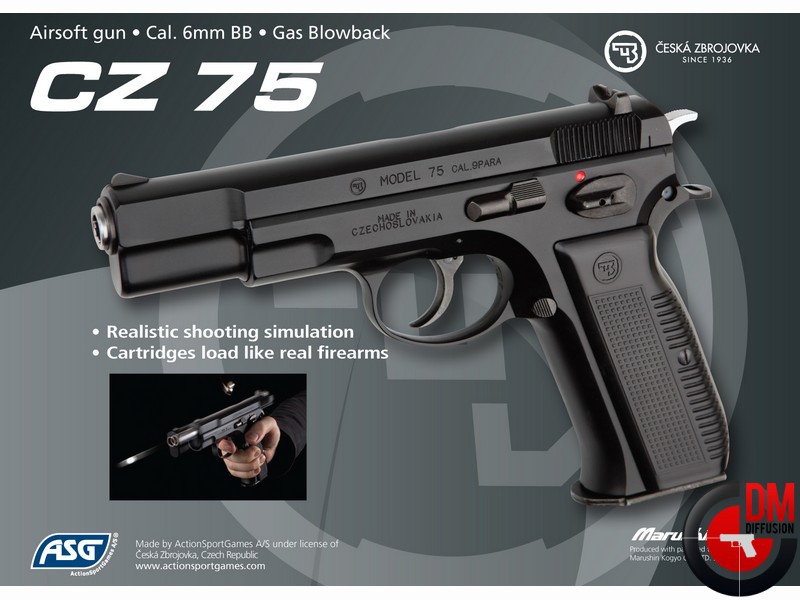 Airsoft gun • Cal. 6mm BB • Gas Blowback
CZ 75
ČESKÁ ZBROJOVKA
SINCE 1936
MODEL 75 CAL.9PARA
MADE IN
CZECHOSLOVAKIA
• Realistic shooting simulation
• Cartridges load like real firearms
ASG
ActionSportGames A/S®
Made by ActionSportGames A/S under license of
Česká Zbrojovka, Czech Republic
www.actionsportgames.com
Produced with
Marushin Kogyo
DM
DIFFUSION